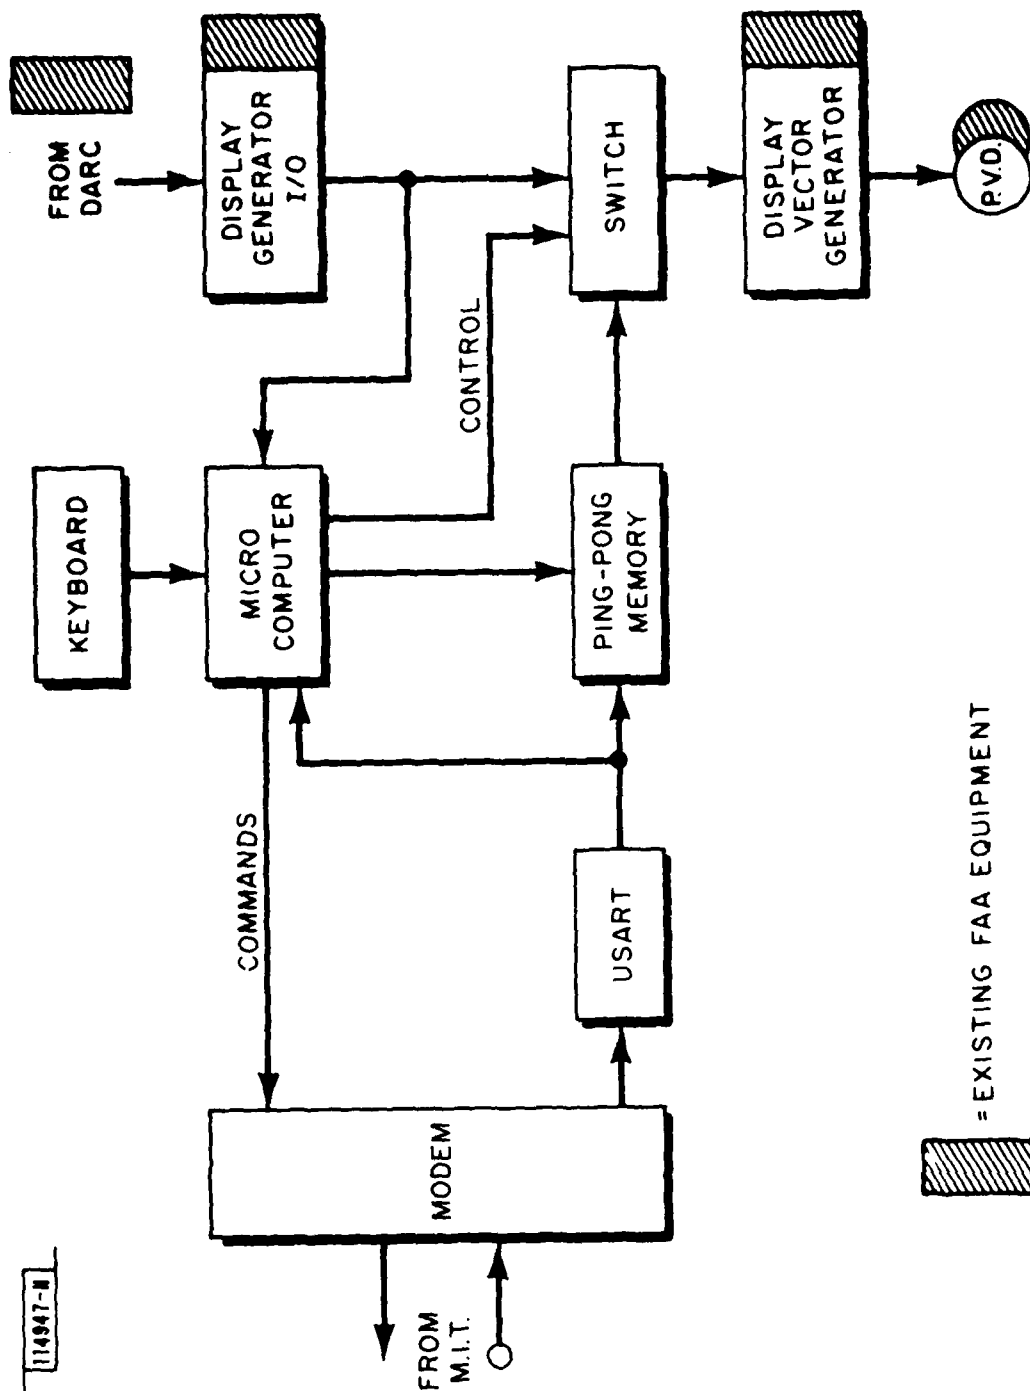 114947-N
FROM
DARC
DISPLAY
GENERATOR
I/O
KEYBOARD
MICRO
COMPUTER
COMMANDS
CONTROL
SWITCH
DISPLAY
VECTOR
GENERATOR
P.V.D.
PING-PONG
MEMORY
USART
MODEM
FROM
M.I.T.
=EXISTING FAA EQUIPMENT